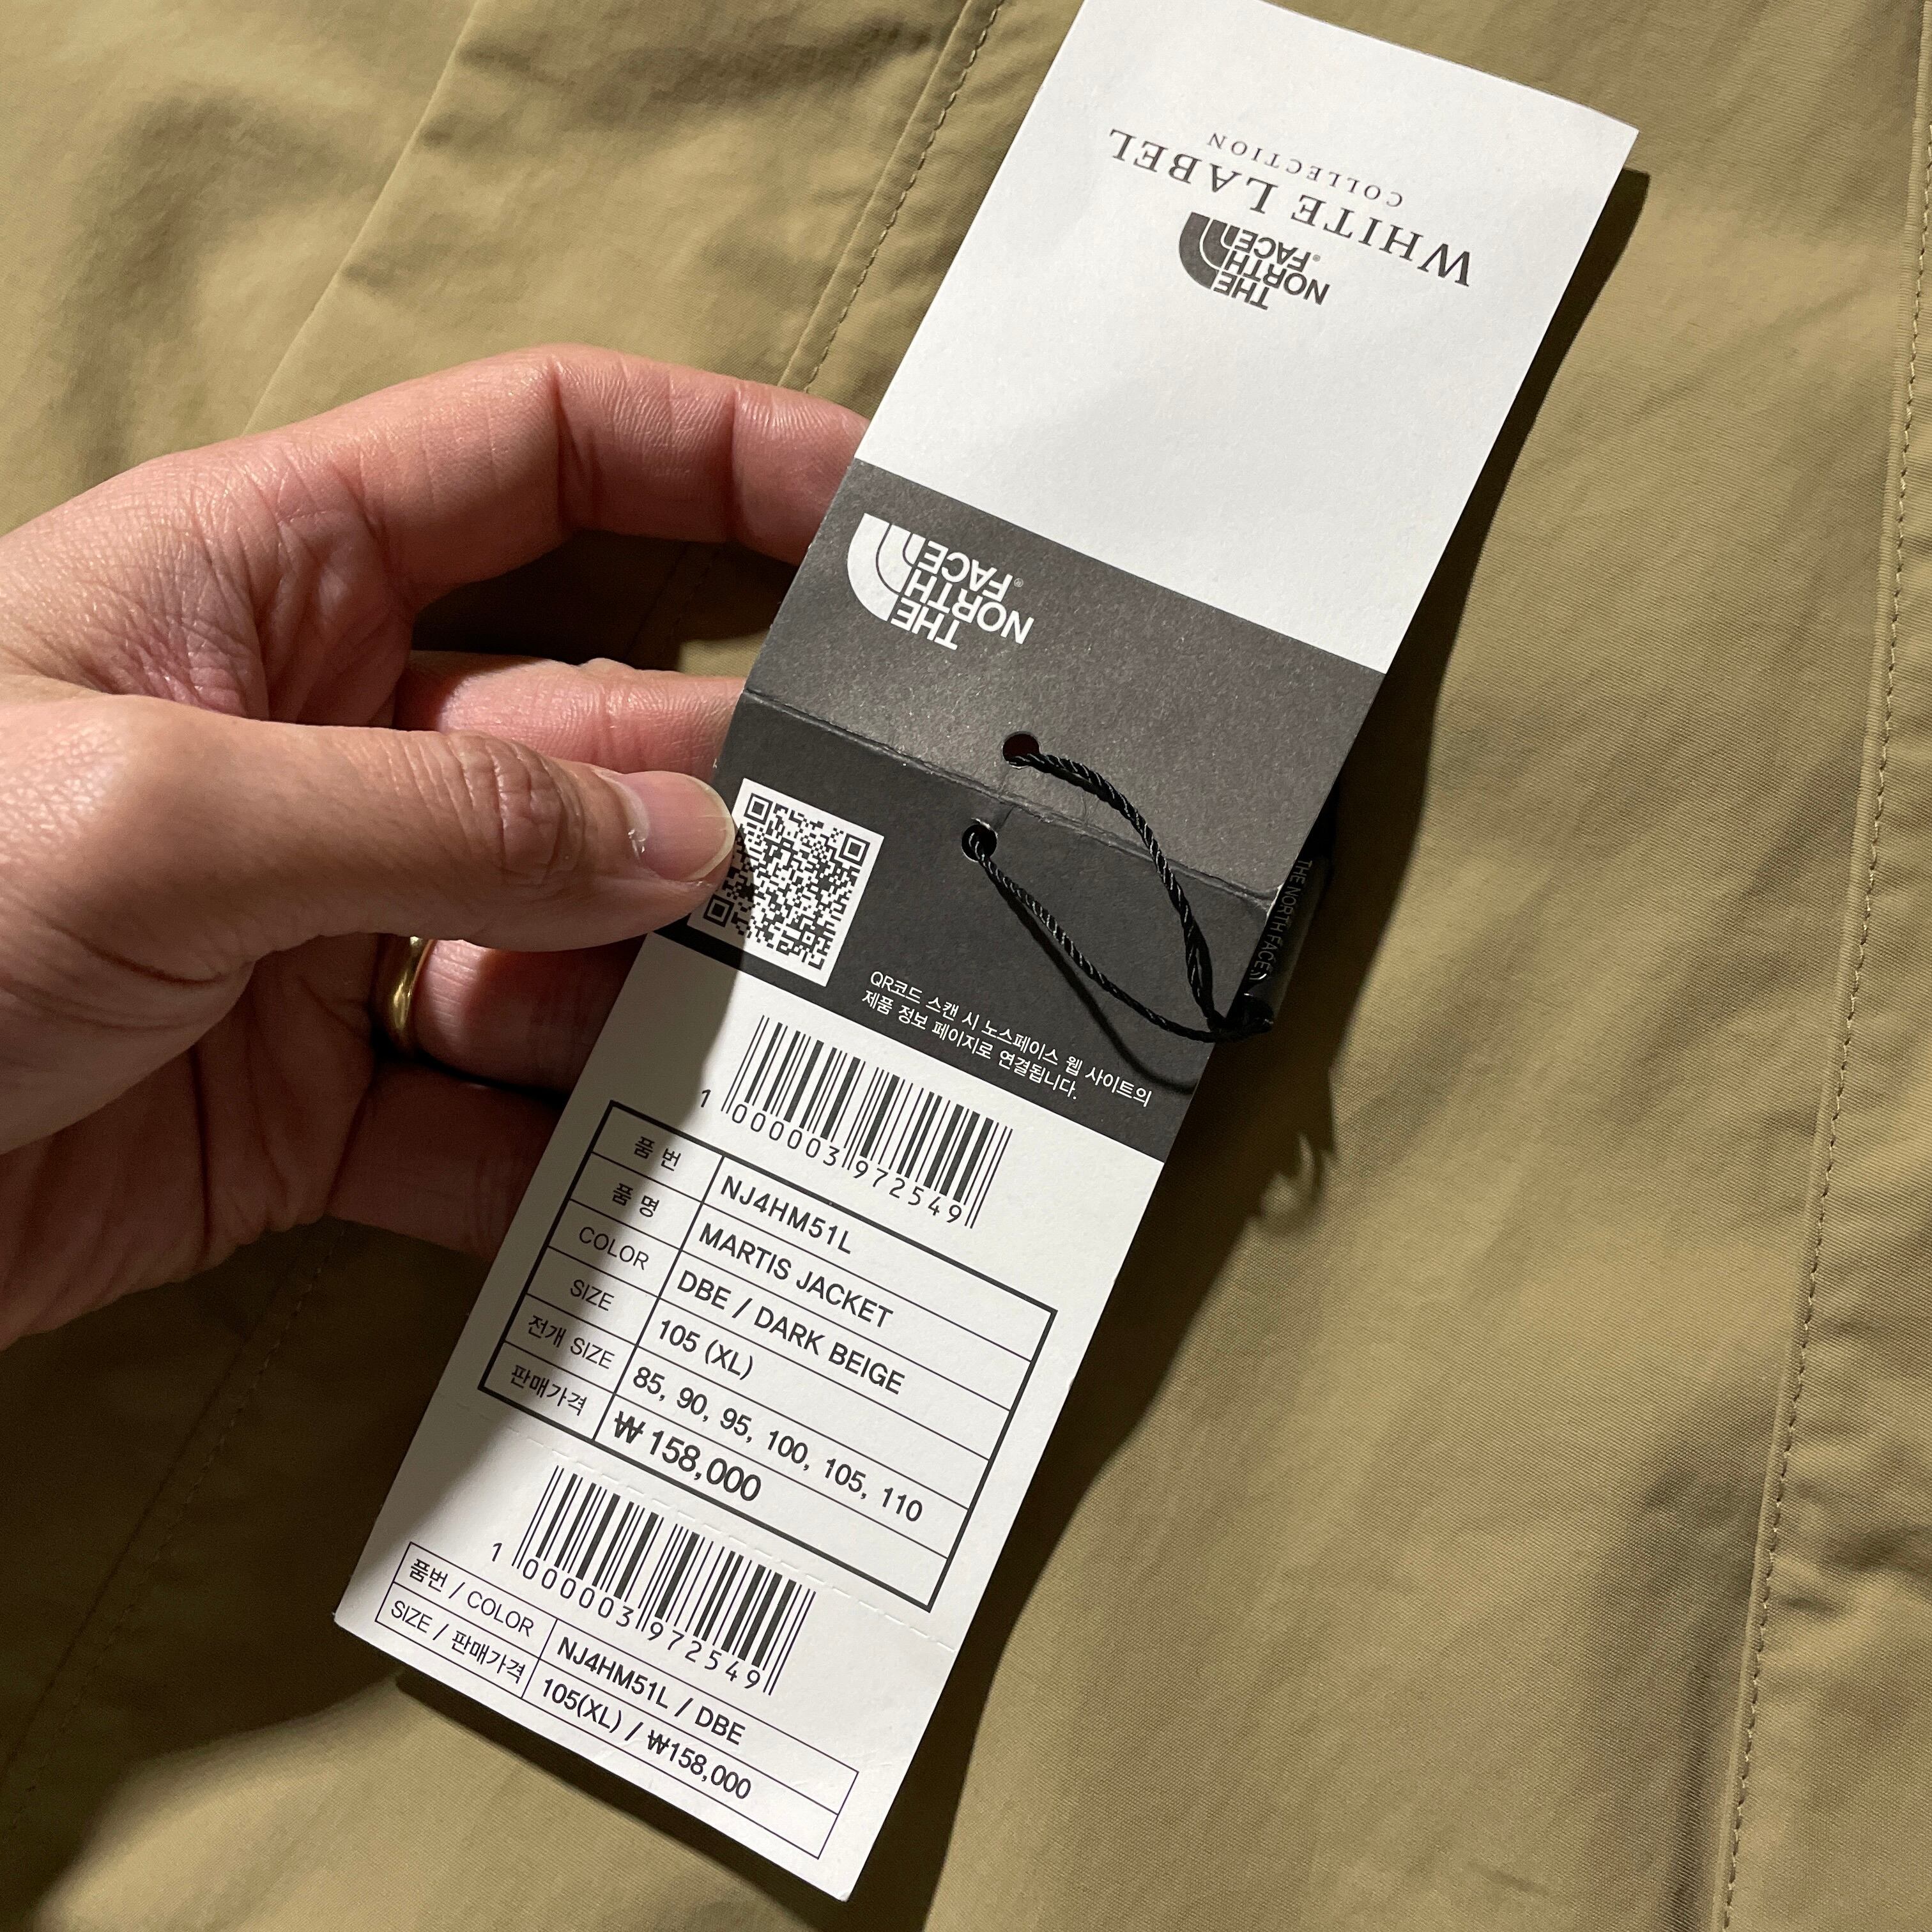 WHITE LABEL
COLLECTION
THE
NORTH
FACE®
THE
NORTH
FACE®
THE NORTH FACE
QR코드 스캔 시 노스페이스 웹 사이트의
제품 정보 페이지로 연결됩니다.
1 000003 972549
품 번 NJ4HM51L
품 명 MARTIS JACKET
COLOR DBE / DARK BEIGE
SIZE 105 (XL)
전개 SIZE 85, 90, 95, 100, 105, 110
판매가격 ₩ 158,000
1 000003 972549
품번 / COLOR NJ4HM51L / DBE
SIZE / 판매가격 105(XL) / ₩158,000